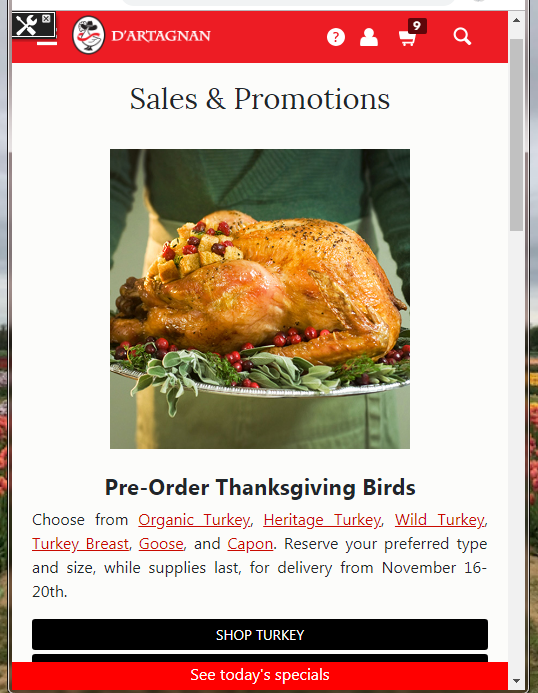 D'ARTAGNAN
?
9
Sales & Promotions
Pre-Order Thanksgiving Birds
Choose from Organic Turkey, Heritage Turkey, Wild Turkey,
Turkey Breast, Goose, and Capon. Reserve your preferred type
and size, while supplies last, for delivery from November 16-
20th.
SHOP TURKEY
See today's specials